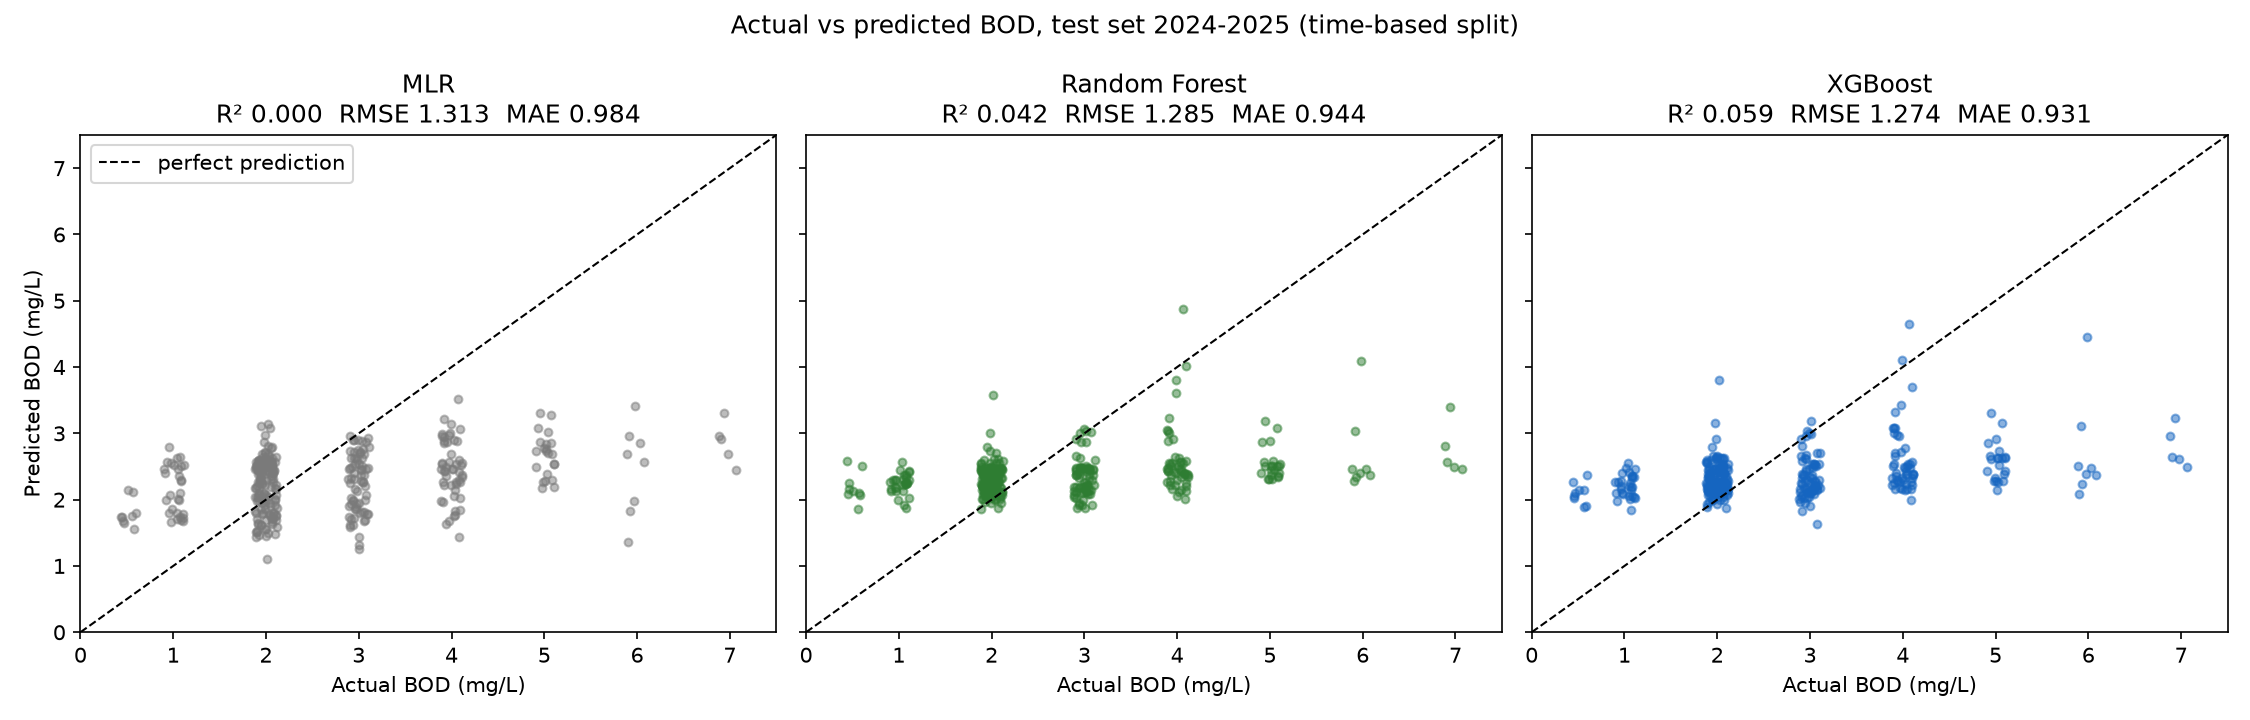 Actual vs predicted BOD, test set 2024-2025 (time-based split)
MLR
R² 0.000 RMSE 1.313 MAE 0.984
Random Forest
R² 0.042 RMSE 1.285 MAE 0.944
XGBoost
R² 0.059 RMSE 1.274 MAE 0.931
perfect prediction
Predicted BOD (mg/L)
7
6
5
4
3
2
1
0
0 1 2 3 4 5 6 7
0 1 2 3 4 5 6 7
0 1 2 3 4 5 6 7
Actual BOD (mg/L)
Actual BOD (mg/L)
Actual BOD (mg/L)